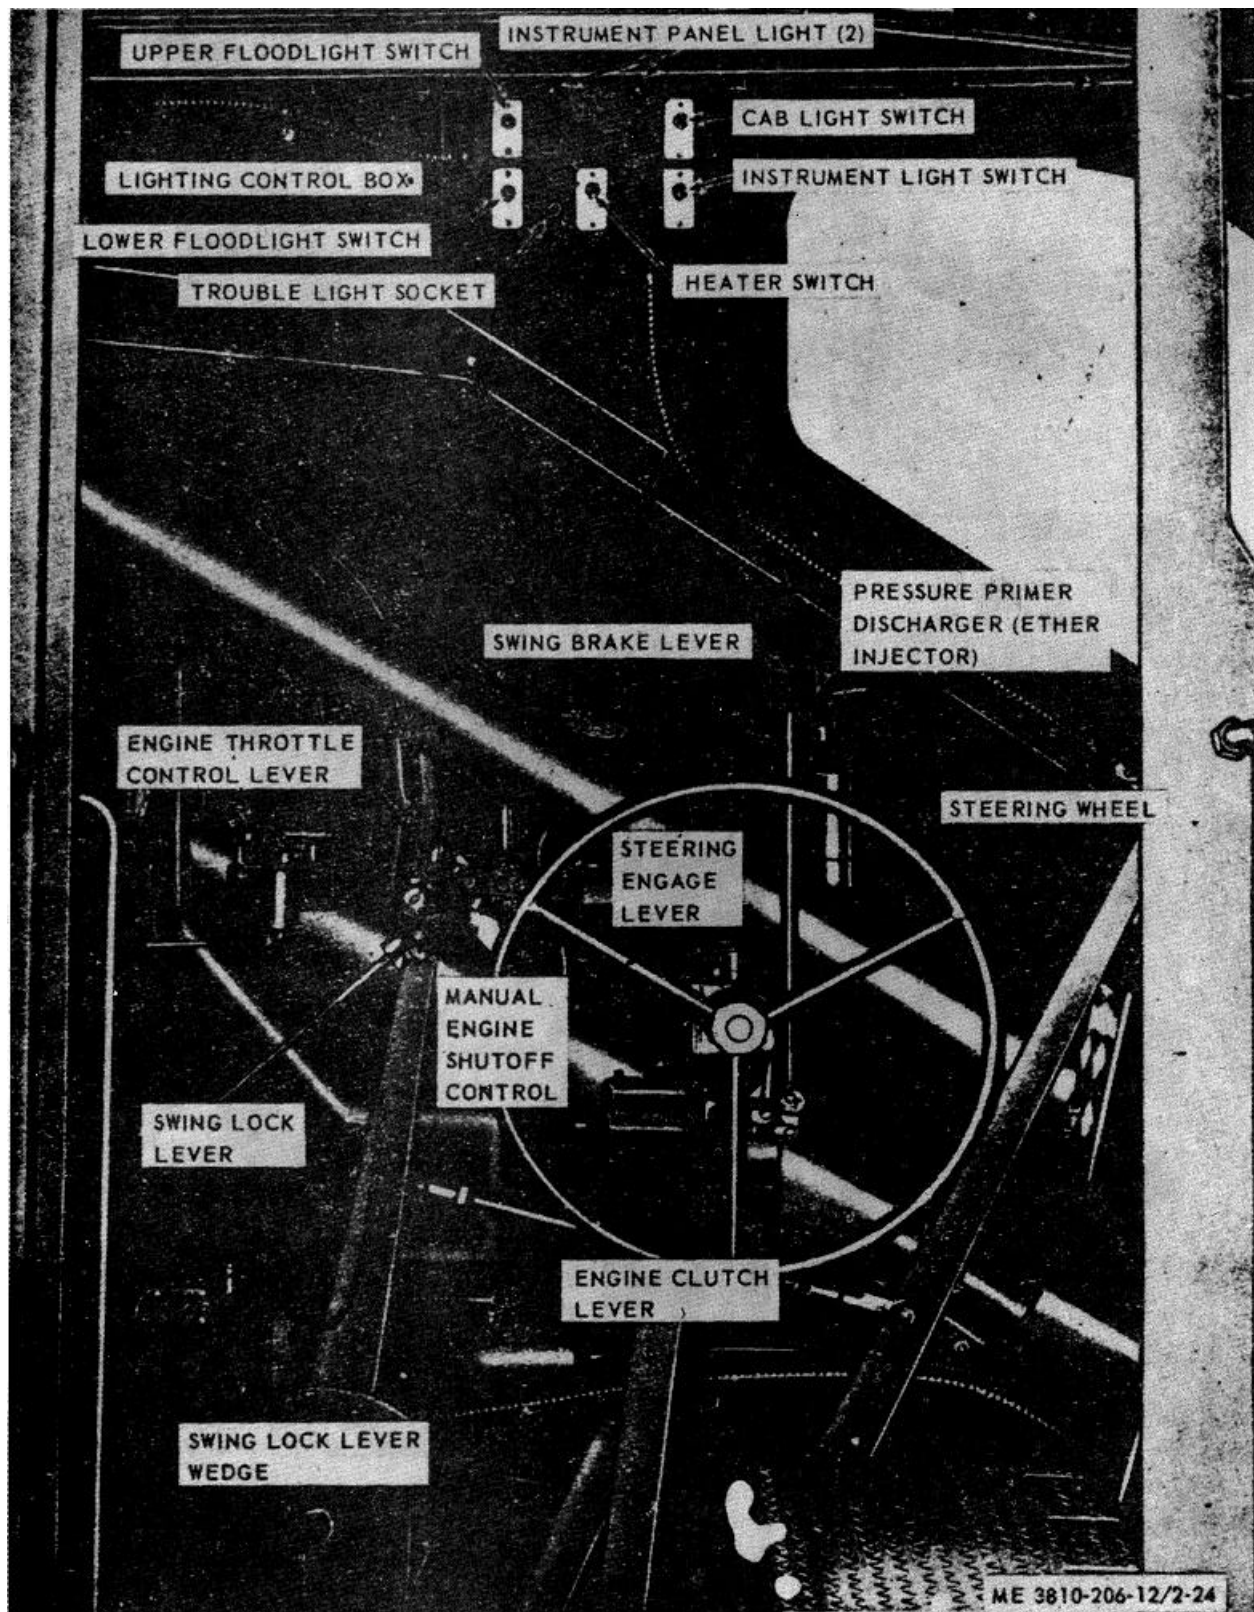 INSTRUMENT PANEL LIGHT (2)
UPPER FLOODLIGHT SWITCH
CAB LIGHT SWITCH
LIGHTING CONTROL BOX
INSTRUMENT LIGHT SWITCH
LOWER FLOODLIGHT SWITCH
TROUBLE LIGHT SOCKET
HEATER SWITCH
PRESSURE PRIMER
DISCHARGER (ETHER
INJECTOR)
SWING BRAKE LEVER
ENGINE THROTTLE
CONTROL LEVER
STEERING WHEEL
STEERING
ENGAGE
LEVER
MANUAL
ENGINE
SHUTOFF
CONTROL
SWING LOCK
LEVER
ENGINE CLUTCH
LEVER
SWING LOCK LEVER
WEDGE
ME 3810-206-12/2-24